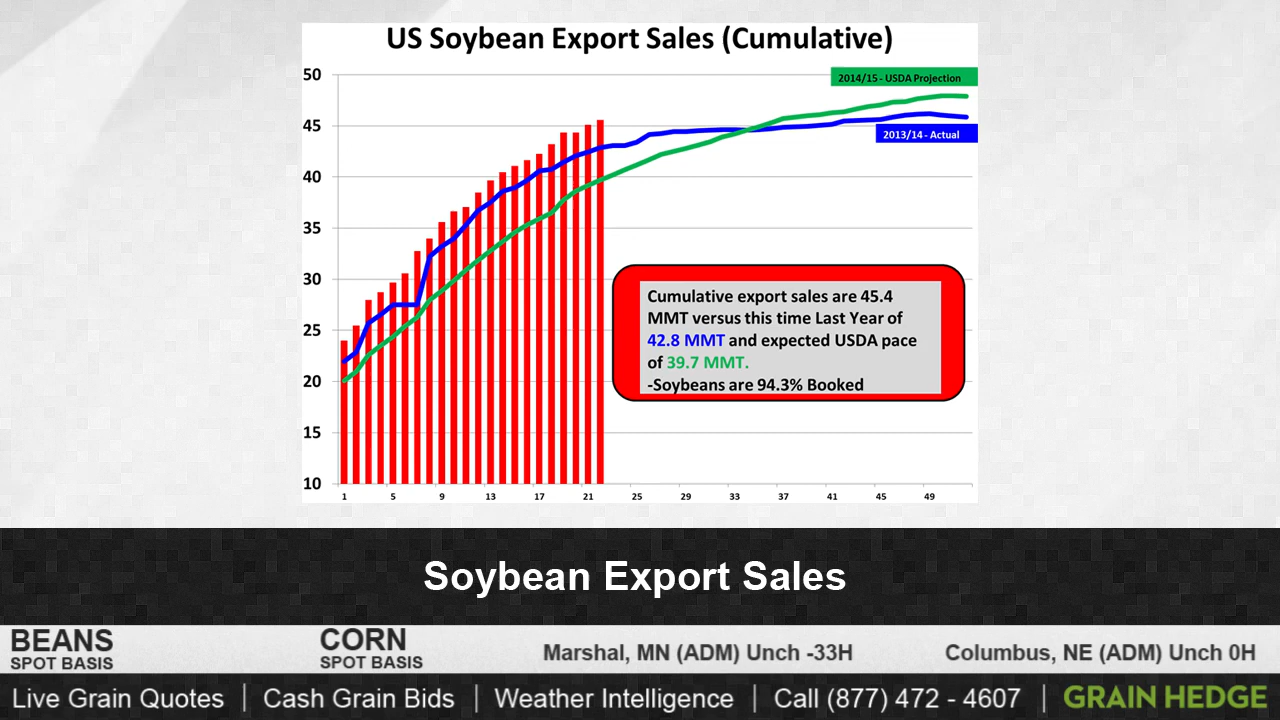 US Soybean Export Sales (Cumulative)
50
45
40
35
30
25
20
15
10
2014/15 - USDA Projection
2013/14 - Actual
Cumulative export sales are 45.4
MMT versus this time Last Year of
42.8 MMT and expected USDA pace
of 39.7 MMT.
-Soybeans are 94.3% Booked
1 5 9 13 17 21 25 29 33 37 41 45 49
Soybean Export Sales
BEANS
SPOT BASIS
CORN
SPOT BASIS
Marshal, MN (ADM) Unch -33H
Columbus, NE (ADM) Unch 0H
Live Grain Quotes | Cash Grain Bids | Weather Intelligence | Call (877) 472 - 4607 | GRAIN HEDGE